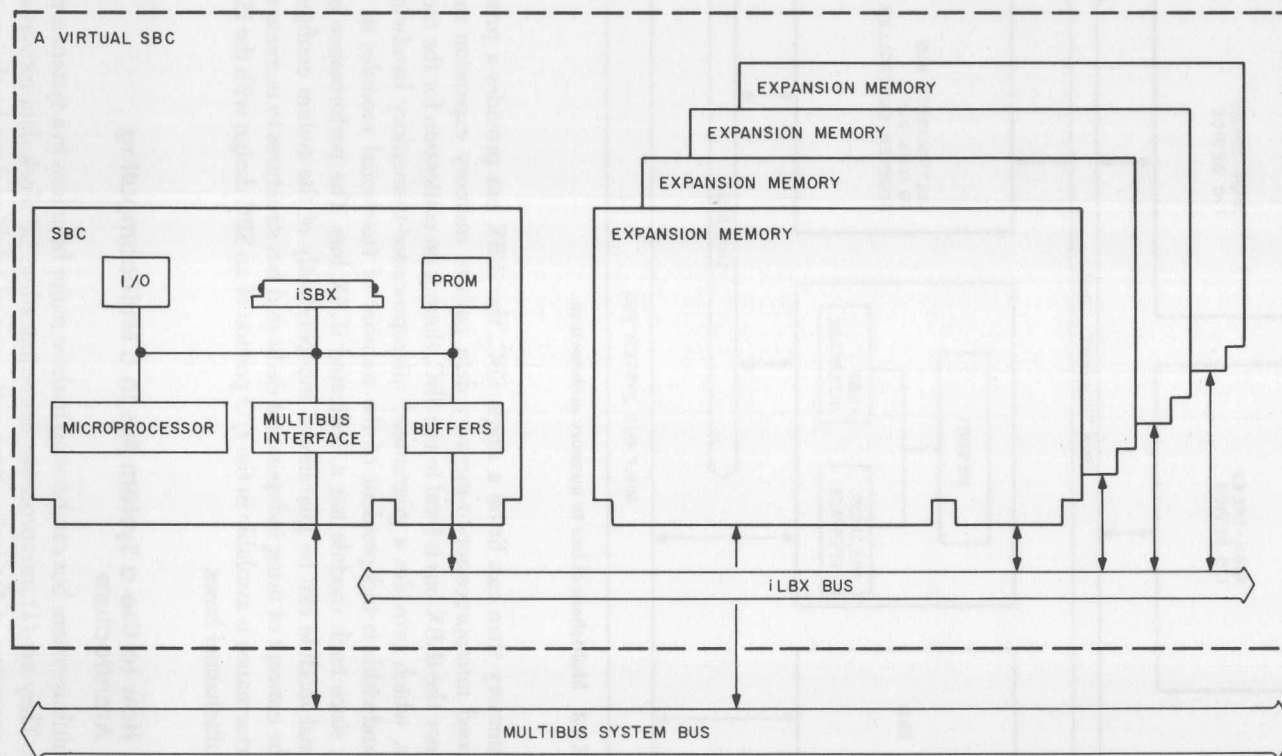 A VIRTUAL SBC
EXPANSION MEMORY
EXPANSION MEMORY
EXPANSION MEMORY
SBC
EXPANSION MEMORY
I/O
iSBX
PROM
MICROPROCESSOR
MULTIBUS
INTERFACE
BUFFERS
iLBX BUS
MULTIBUS SYSTEM BUS